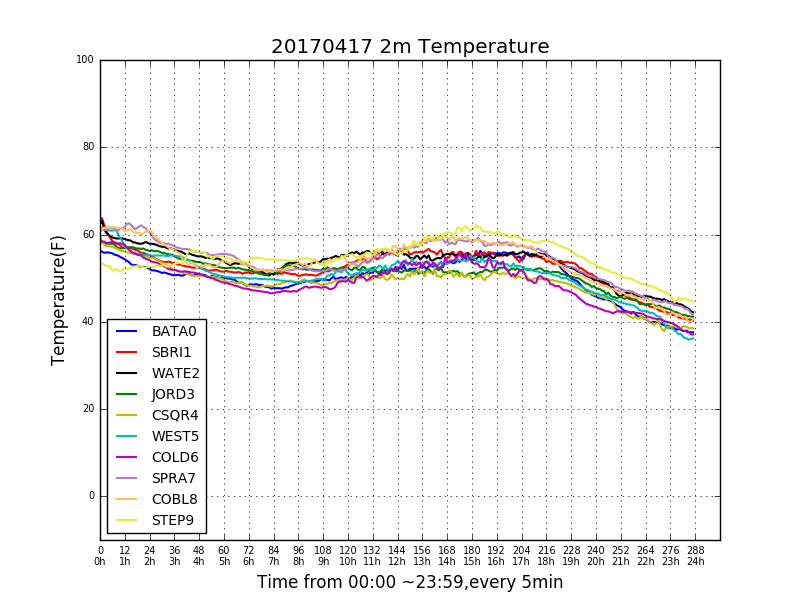 20170417 2m Temperature
100
80
60
40
20
0
Temperature(F)
BATA0
SBRI1
WATE2
JORD3
CSQR4
WEST5
COLD6
SPRA7
COBL8
STEP9
0 12 24 36 48 60 72 84 96 108 120 132 144 156 168 180 192 204 216 228 240 252 264 276 288
0h 1h 2h 3h 4h 5h 6h 7h 8h 9h 10h 11h 12h 13h 14h 15h 16h 17h 18h 19h 20h 21h 22h 23h 24h
Time from 00:00 ~23:59,every 5min